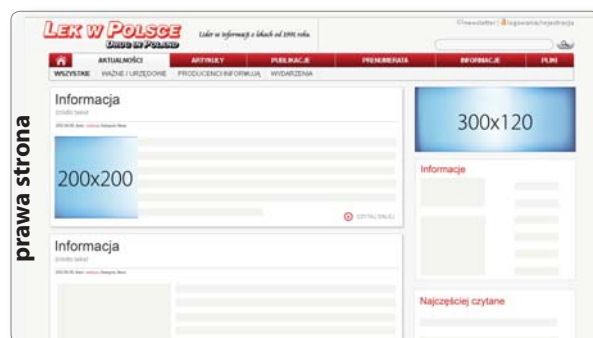 prawa strona
LEK W POLSCE
DRUG IN POLAND
Lider w informacji o lekach od 1991 roku
newsletter | logowanie/rejestracja
AKTUALNOŚCI ARTYKUŁY PUBLIKACJE PRENUMERATA INFORMACJE PLIKI
WSZYSTKIE WAŻNE / URZĘDOWE PRODUCENCI INFORMUJĄ WYDARZENIA
Informacja
200x200
CZYTAJ DALEJ
Informacja
300x120
Informacje
Najczęściej czytane